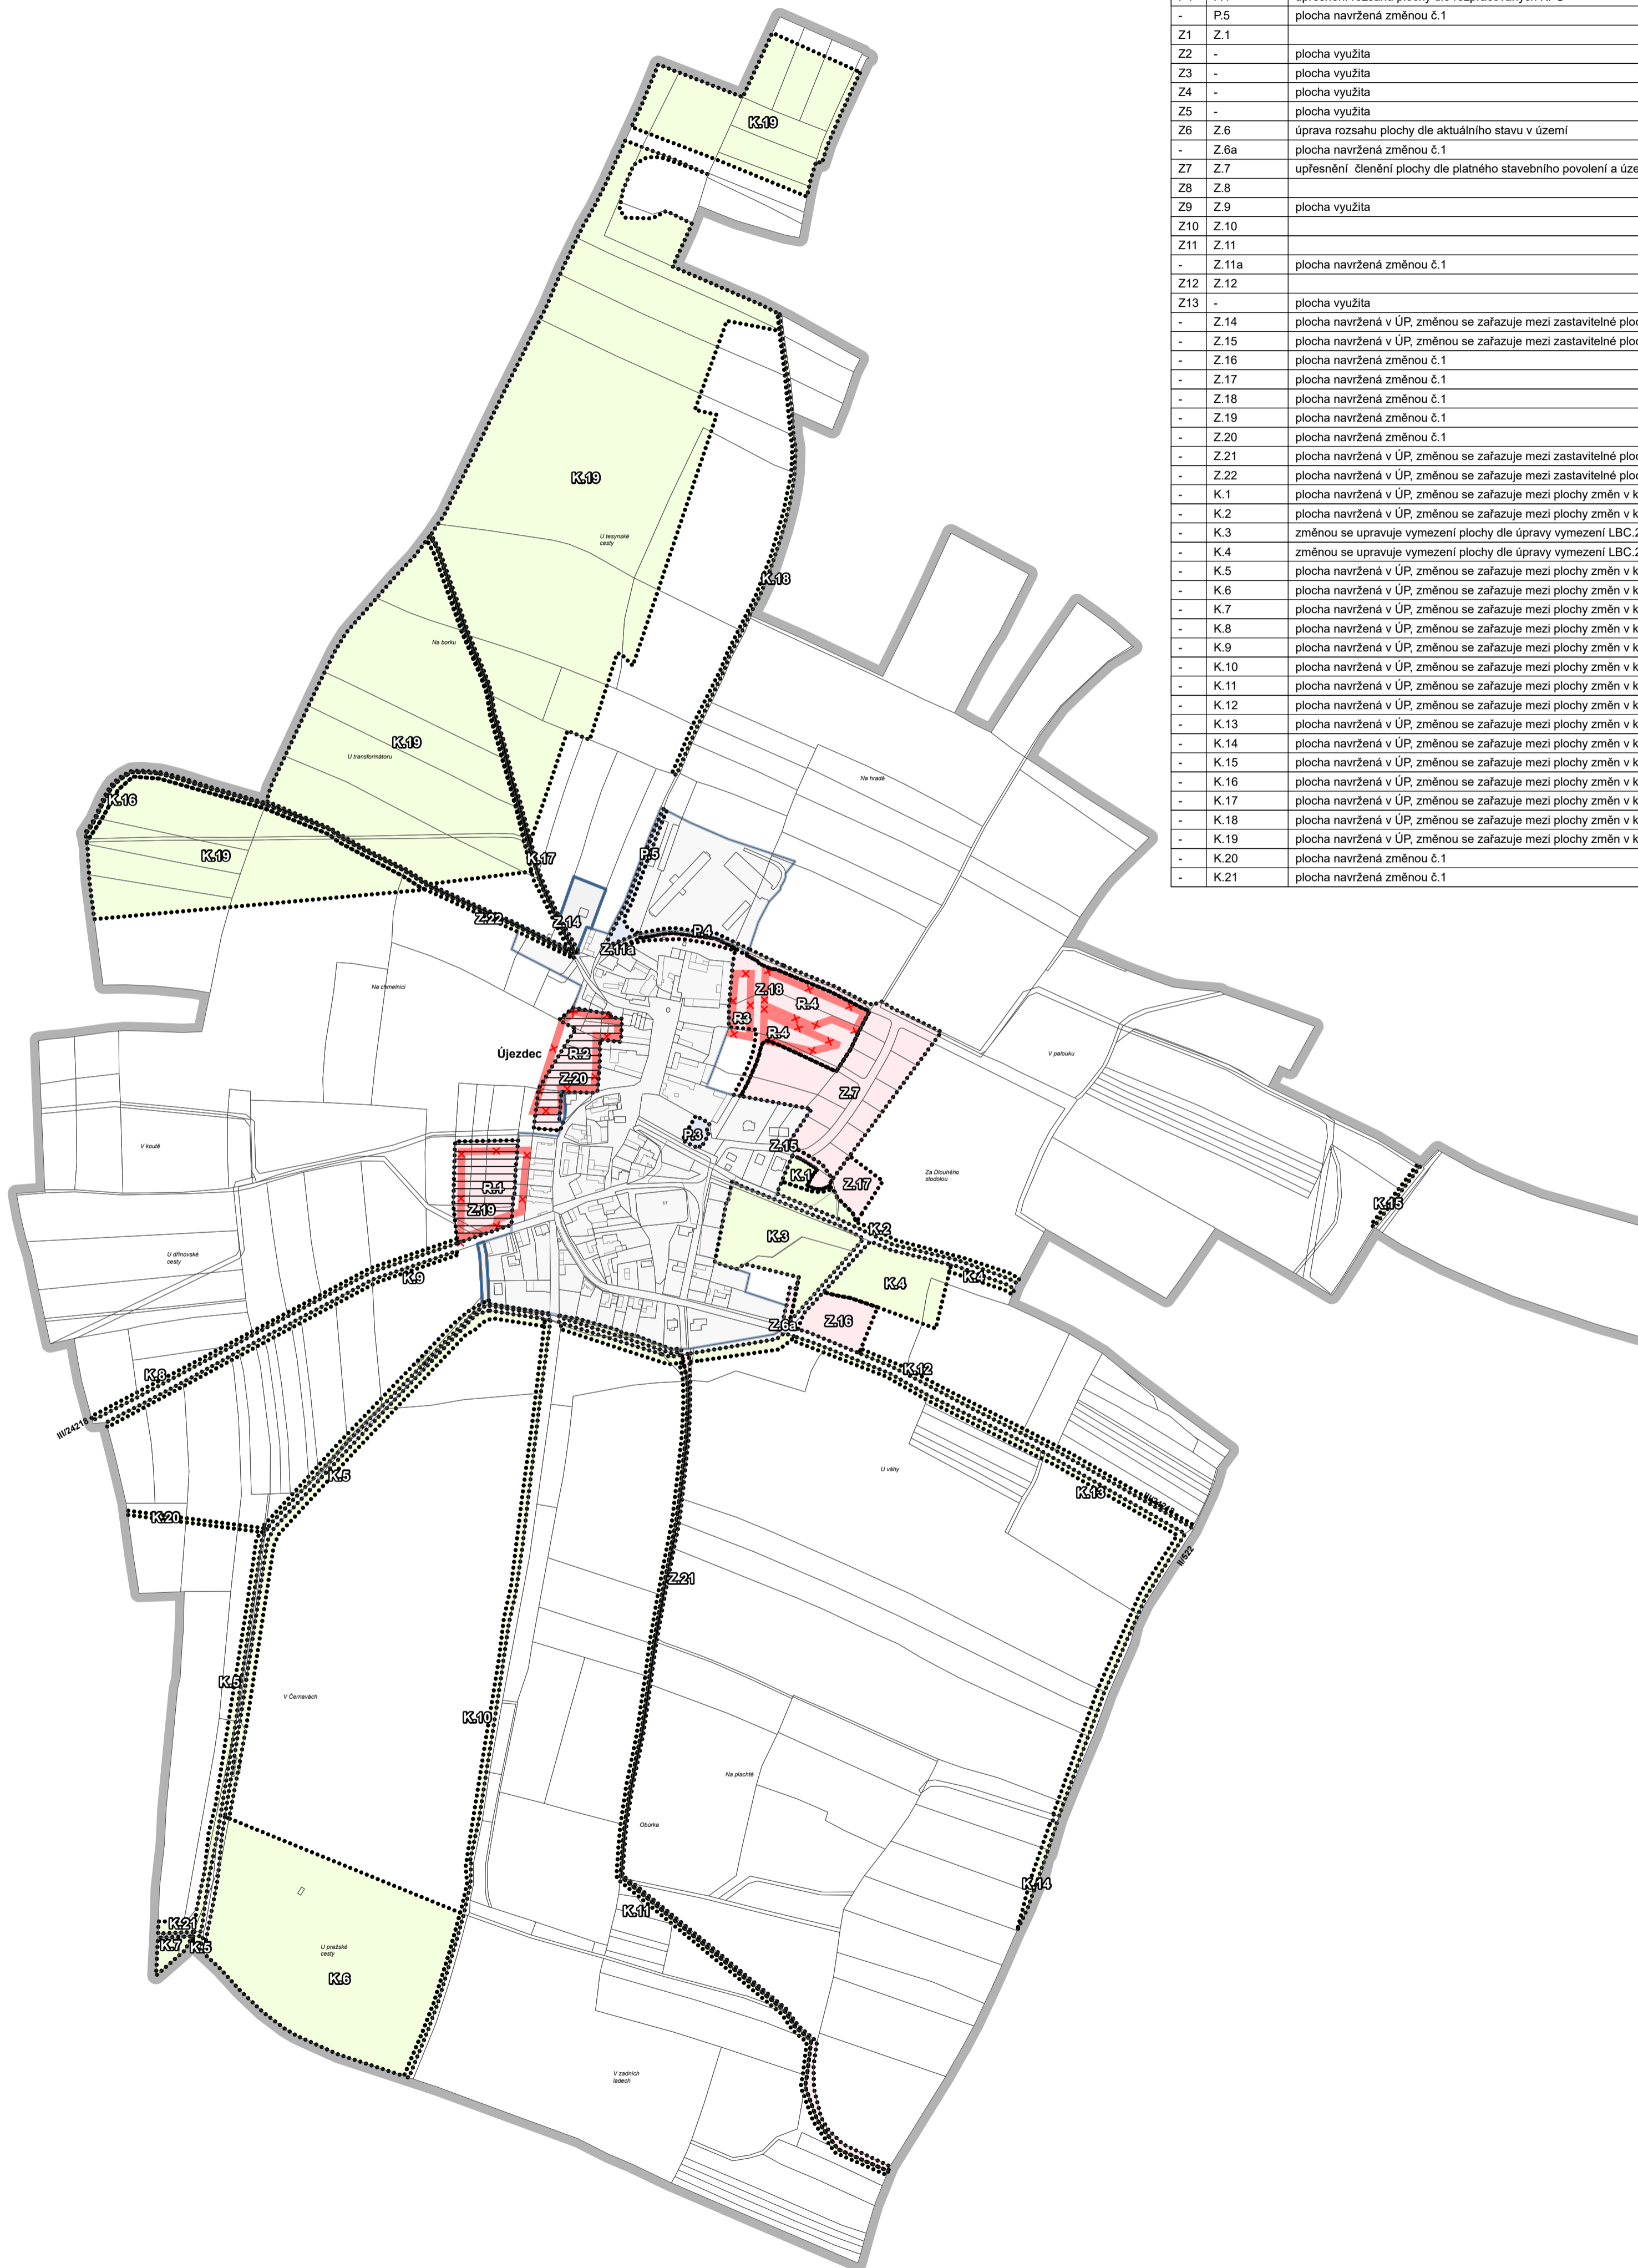 - P.5 plocha navržená změnou č.1
Z1 Z.1
Z2 - plocha využita
Z3 - plocha využita
Z4 - plocha využita
Z5 - plocha využita
Z6 Z.6 úprava rozsahu plochy dle aktuálního stavu v území
- Z.6a plocha navržená změnou č.1
Z7 Z.7 upřesnění členění plochy dle platného stavebního povolení a
Z8 Z.8
Z9 Z.9 plocha využita
Z10 Z.10
Z11 Z.11
- Z.11a plocha navržená změnou č.1
Z12 Z.12
Z13 - plocha využita
- Z.14 plocha navržená v ÚP, změnou se zařazuje mezi zastavitelné
- Z.15 plocha navržená v ÚP, změnou se zařazuje mezi zastavitelné
- Z.16 plocha navržená změnou č.1
- Z.17 plocha navržená změnou č.1
- Z.18 plocha navržená změnou č.1
- Z.19 plocha navržená změnou č.1
- Z.20 plocha navržená změnou č.1
- Z.21 plocha navržená v ÚP, změnou se zařazuje mezi zastavitelné
- Z.22 plocha navržená v ÚP, změnou se zařazuje mezi zastavitelné
- K.1 plocha navržená v ÚP, změnou se zařazuje mezi plochy změn v
- K.2 plocha navržená v ÚP, změnou se zařazuje mezi plochy změn v
- K.3 změnou se upravuje vymezení plochy dle úpravy vymezení LBC.2
- K.4 změnou se upravuje vymezení plochy dle úpravy vymezení LBC.2
- K.5 plocha navržená v ÚP, změnou se zařazuje mezi plochy změn v
- K.6 plocha navržená v ÚP, změnou se zařazuje mezi plochy změn v
- K.7 plocha navržená v ÚP, změnou se zařazuje mezi plochy změn v
- K.8 plocha navržená v ÚP, změnou se zařazuje mezi plochy změn v
- K.9 plocha navržená v ÚP, změnou se zařazuje mezi plochy změn v
- K.10 plocha navržená v ÚP, změnou se zařazuje mezi plochy změn v
- K.11 plocha navržená v ÚP, změnou se zařazuje mezi plochy změn v
- K.12 plocha navržená v ÚP, změnou se zařazuje mezi plochy změn v
- K.13 plocha navržená v ÚP, změnou se zařazuje mezi plochy změn v
- K.14 plocha navržená v ÚP, změnou se zařazuje mezi plochy změn v
- K.15 plocha navržená v ÚP, změnou se zařazuje mezi plochy změn v
- K.16 plocha navržená v ÚP, změnou se zařazuje mezi plochy změn v
- K.17 plocha navržená v ÚP, změnou se zařazuje mezi plochy změn v
- K.18 plocha navržená v ÚP, změnou se zařazuje mezi plochy změn v
- K.19 plocha navržená v ÚP, změnou se zařazuje mezi plochy změn v
- K.20 plocha navržená změnou č.1
- K.21 plocha navržená změnou č.1
K.19
K.19
U tesynské
cesty
K.18
Na borku
K.19
U transformátoru
Na hradě
K.16
K.19
K.17
P.5
Z.22
Z.14
P.4
Z.11a
Na chmelnici
Z.18
R.4
R3
R.4
Újezdec
R.2
Z.20
V palouku
Z.7
P.3
V koutě
Z.15
K.1
Z.17
Za Dlouhého
stodolou
R.1
Z.19
17
K.15
K.2
K.3
U dřínovské
cesty
K.9
K.4
K.4
Z.6a
Z.16
K.8
K.12
III/24218
K.5
U váhy
K.13
III/24218
K.20
II/522
Z.21
K.5
V Černavách
K.10
Na plachtě
Obůrka
K.14
K.11
K.21
K.7
K.5
U pražské
cesty
K.6
V zadních
ladech